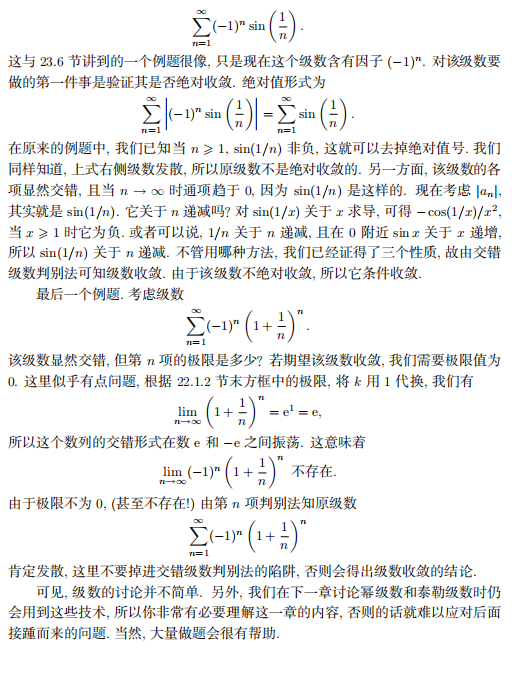 $$\sum_{n=1}^{\infty}(-1)^n \sin\left(\frac{1}{n}\right).$$
这与 23.6 节讲到的一个例题很像, 只是现在这个级数含有因子 $(-1)^n$. 对该级数要
做的第一件事是验证其是否绝对收敛. 绝对值形式为
$$\sum_{n=1}^{\infty}\left|(-1)^n \sin\left(\frac{1}{n}\right)\right| = \sum_{n=1}^{\infty}\sin\left(\frac{1}{n}\right).$$
在原来的例题中, 我们已知当 $n \geqslant 1$, $\sin(1/n)$ 非负, 这就可以去掉绝对值号. 我们
同样知道, 上式右侧级数发散, 所以原级数不是绝对收敛的. 另一方面, 该级数的各
项显然交错, 且当 $n \to \infty$ 时通项趋于 0, 因为 $\sin(1/n)$ 是这样的. 现在考虑 $|a_n|$,
其实就是 $\sin(1/n)$. 它关于 $n$ 递减吗? 对 $\sin(1/x)$ 关于 $x$ 求导, 可得 $-\cos(1/x)/x^2$,
当 $x \geqslant 1$ 时它为负. 或者可以说, $1/n$ 关于 $n$ 递减, 且在 0 附近 $\sin x$ 关于 $x$ 递增,
所以 $\sin(1/n)$ 关于 $n$ 递减. 不管用哪种方法, 我们已经证得了三个性质, 故由交错
级数判别法可知级数收敛. 由于该级数不绝对收敛, 所以它条件收敛.
最后一个例题. 考虑级数
$$\sum_{n=1}^{\infty}(-1)^n\left(1+\frac{1}{n}\right)^n.$$
该级数显然交错, 但第 $n$ 项的极限是多少? 若期望该级数收敛, 我们需要极限值为
0. 这里似乎有点问题, 根据 22.1.2 节末方框中的极限, 将 $k$ 用 1 代换, 我们有
$$\lim_{n\to\infty}\left(1+\frac{1}{n}\right)^n = \mathrm{e}^1 = \mathrm{e},$$
所以这个数列的交错形式在数 e 和 −e 之间振荡. 这意味着
$$\lim_{n\to\infty}(-1)^n\left(1+\frac{1}{n}\right)^n \text{ 不存在.}$$
由于极限不为 0, (甚至不存在!) 由第 $n$ 项判别法知原级数
$$\sum_{n=1}^{\infty}(-1)^n\left(1+\frac{1}{n}\right)^n$$
肯定发散, 这里不要掉进交错级数判别法的陷阱, 否则会得出级数收敛的结论.
可见, 级数的讨论并不简单. 另外, 我们在下一章讨论幂级数和泰勒级数时仍
会用到这些技术, 所以你非常有必要理解这一章的内容, 否则的话就难以应对后面
接踵而来的问题. 当然, 大量做题会很有帮助.